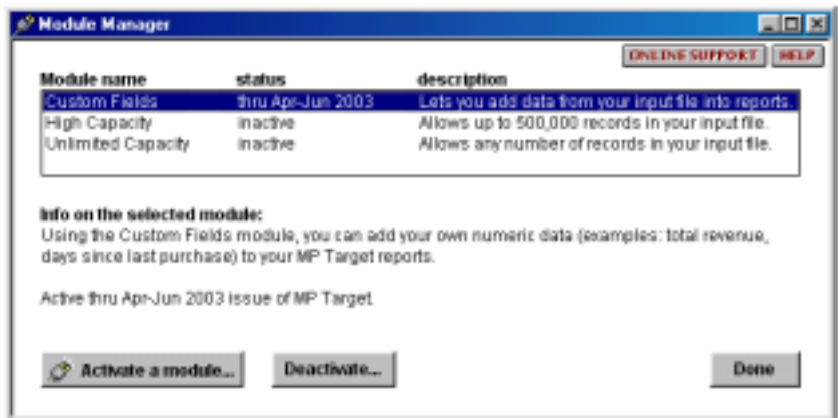 Module Manager
ONLINE SUPPORT HELP
Module name status description
Custom Fields thru Apr-Jun 2003 Lets you add data from your input file into reports.
High Capacity inactive Allows up to 500,000 records in your input file.
Unlimited Capacity inactive Allows any number of records in your input file.
Info on the selected module:
Using the Custom Fields module, you can add your own numeric data (examples: total revenue,
days since last purchase) to your MP Target reports.
Active thru Apr-Jun 2003 issue of MP Target
Activate a module... Deactivate... Done